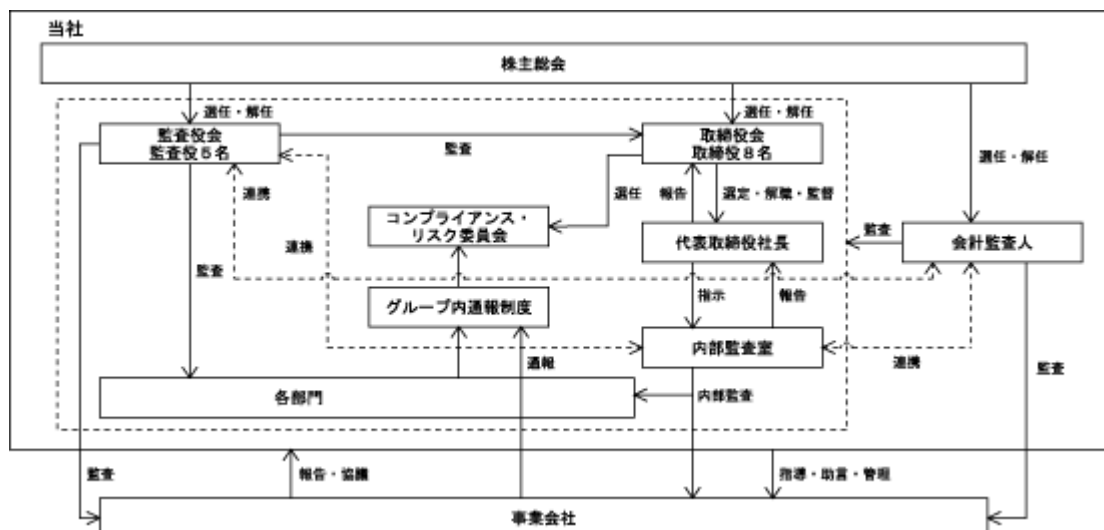 当社
株主総会
選任・解任
選任・解任
監査役会
監査役5名
取締役会
取締役8名
監査
選任・解任
連携
選任
報告
選定・解職・監督
コンプライアンス・
リスク委員会
代表取締役社長
監査
会計監査人
連携
監査
指示
報告
グループ内通報制度
内部監査室
通報
連携
監査
各部門
内部監査
監査
報告・協議
指導・助言・管理
事業会社